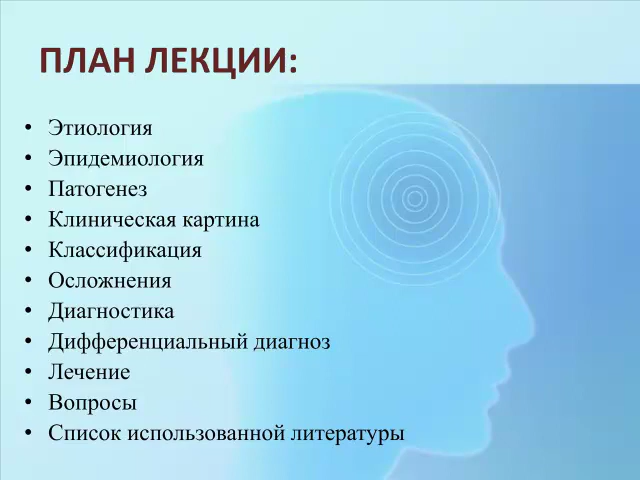 ПЛАН ЛЕКЦИИ:
• Этиология
• Эпидемиология
• Патогенез
• Клиническая картина
• Классификация
• Осложнения
• Диагностика
• Дифференциальный диагноз
• Лечение
• Вопросы
• Список использованной литературы